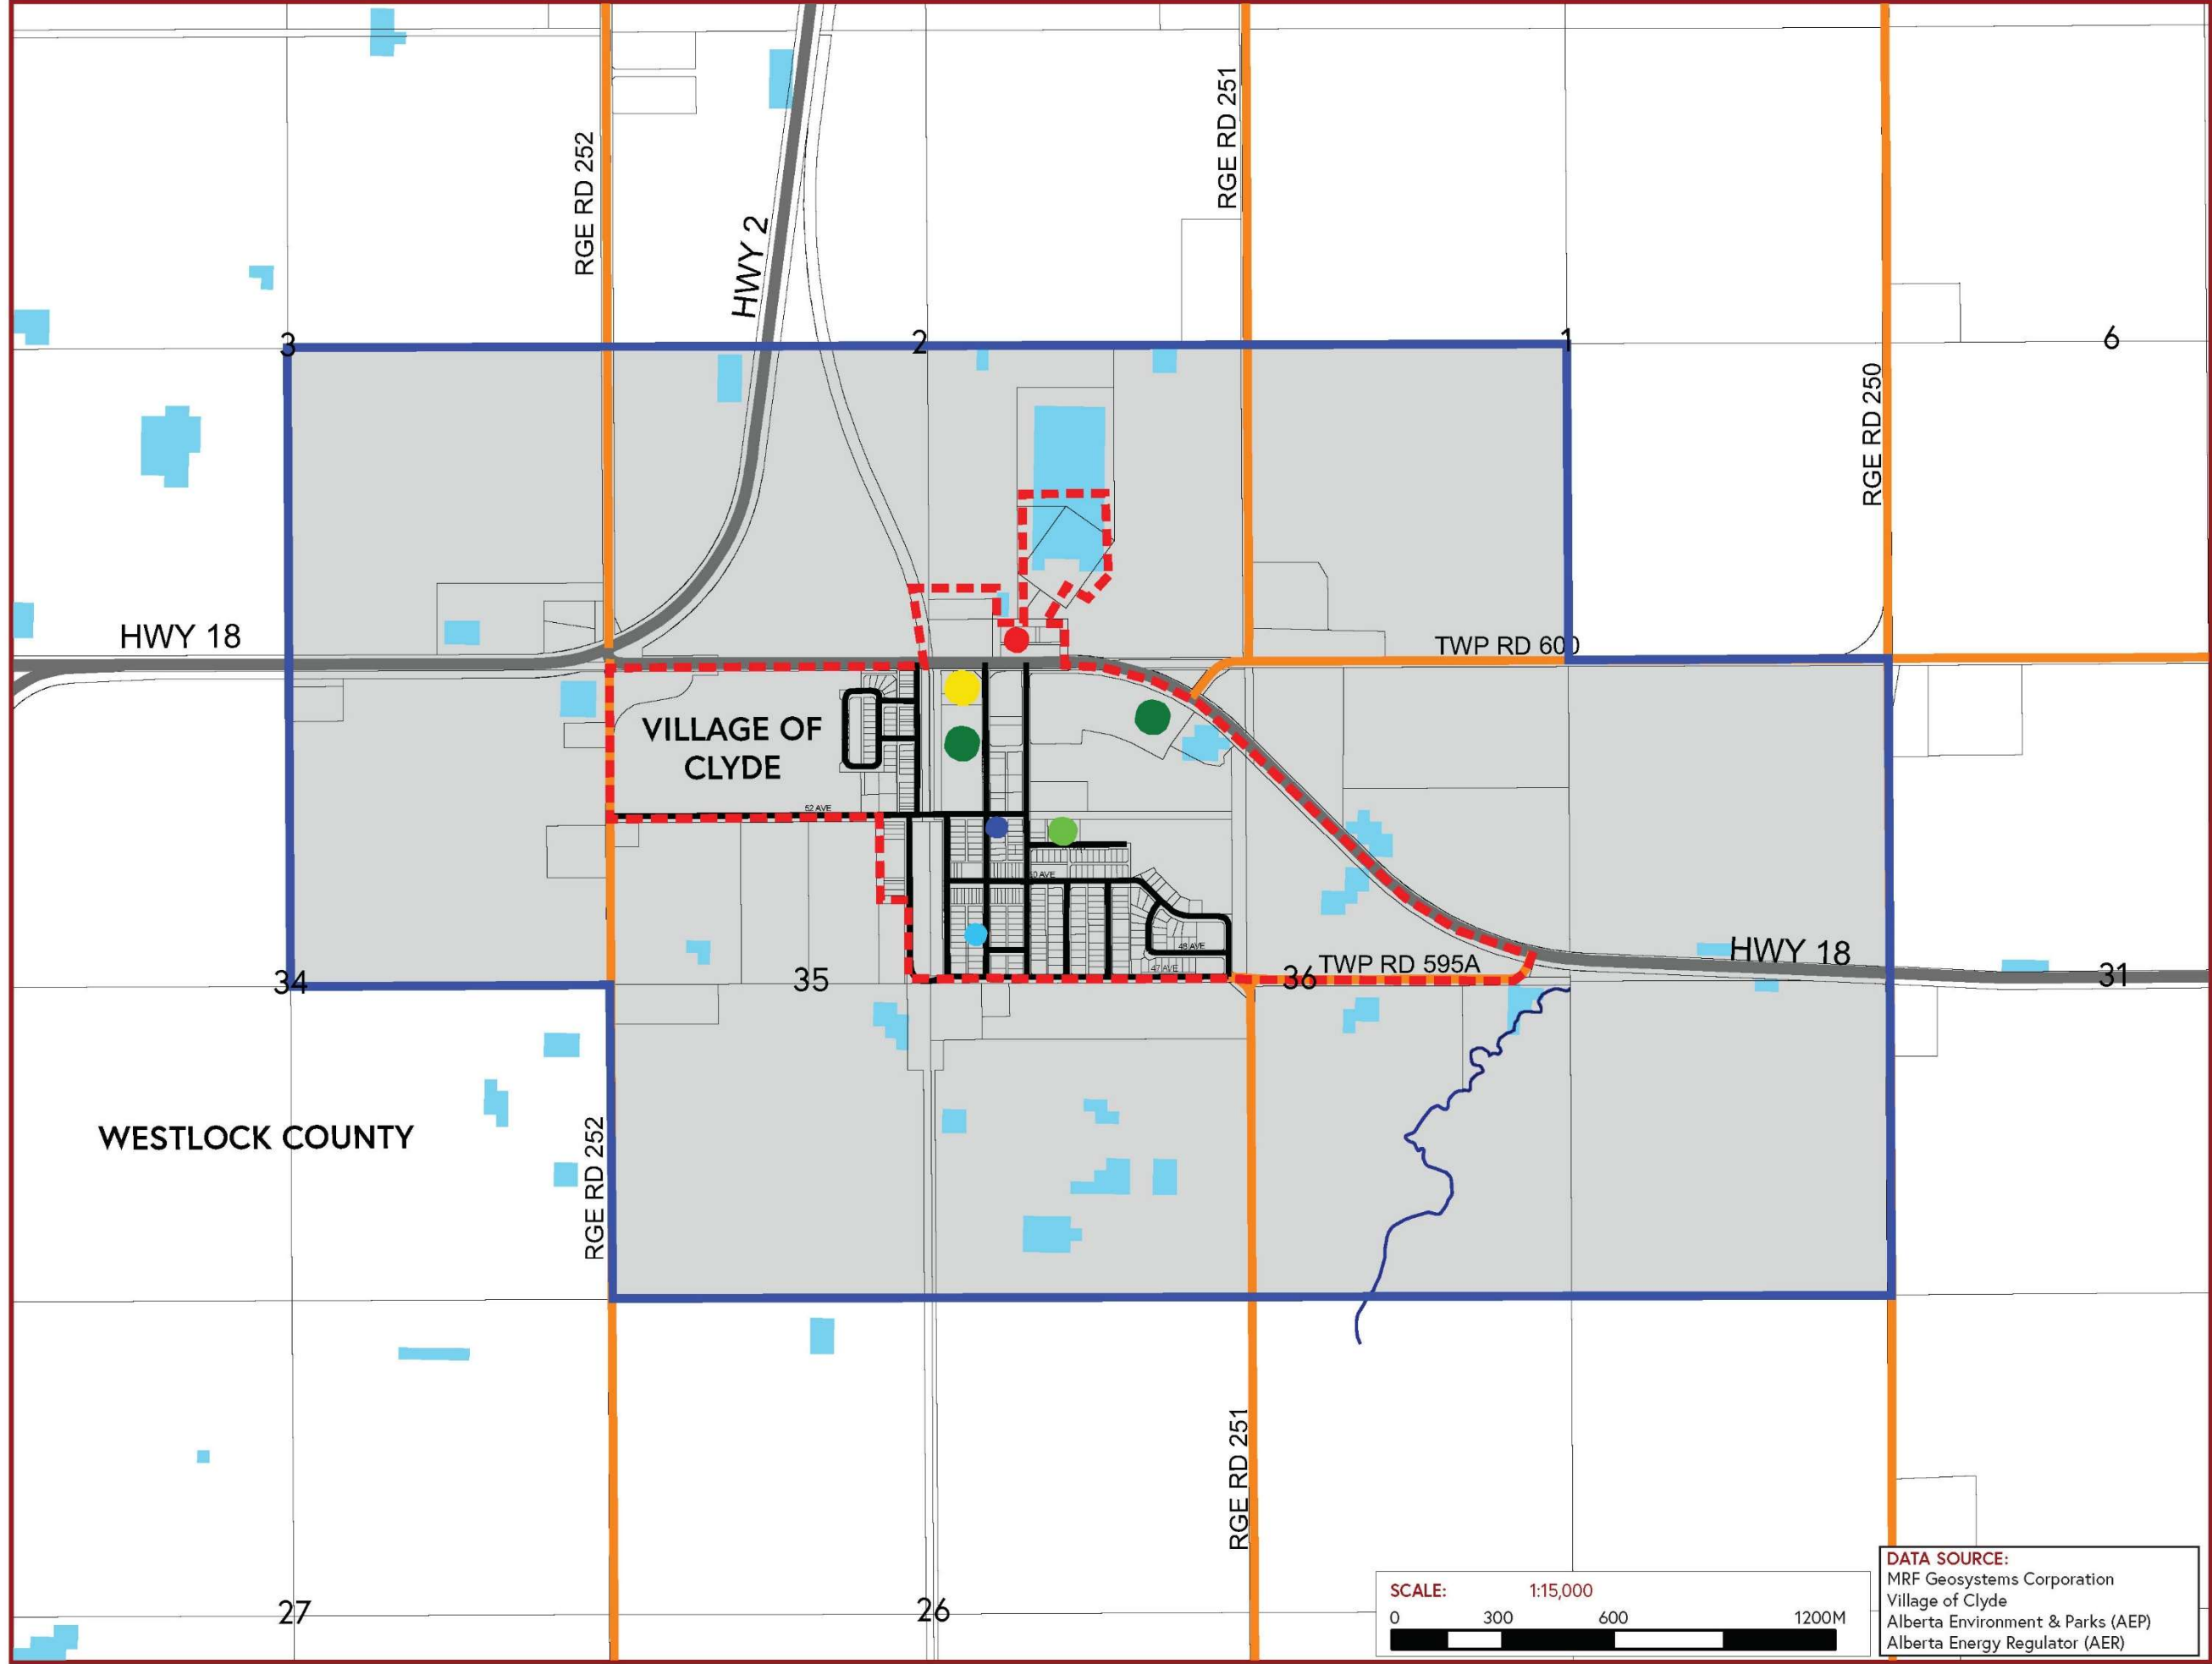 RGE RD 251
RGE RD 252
HWY 2
3
2
1
6
RGE RD 250
HWY 18
TWP RD 600
VILLAGE OF
CLYDE
52 AVE
50 AVE
48 AVE
47 AVE
HWY 18
34
35
36
TWP RD 595A
31
WESTLOCK COUNTY
RGE RD 252
RGE RD 251
27
26
SCALE: 1:15,000
0 300 600 1200M
DATA SOURCE:
MRF Geosystems Corporation
Village of Clyde
Alberta Environment & Parks (AEP)
Alberta Energy Regulator (AER)